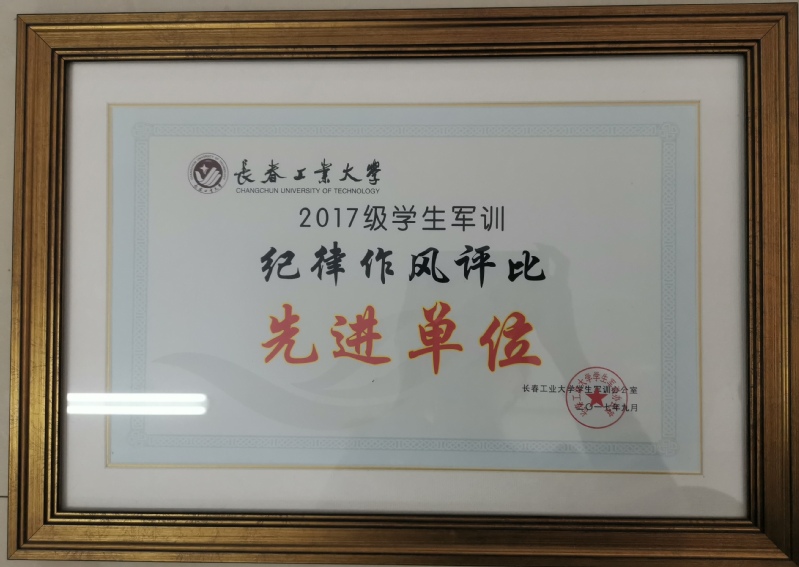 长春工业大学
CHANGCHUN UNIVERSITY OF TECHNOLOGY
2017级学生军训
纪律作风评比
先进单位
长春工业大学学生军训办公室
二〇一七年九月